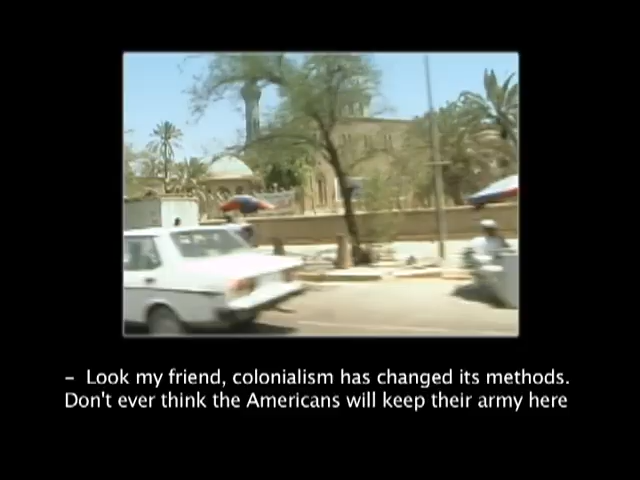 – Look my friend, colonialism has changed its methods.
Don't ever think the Americans will keep their army here